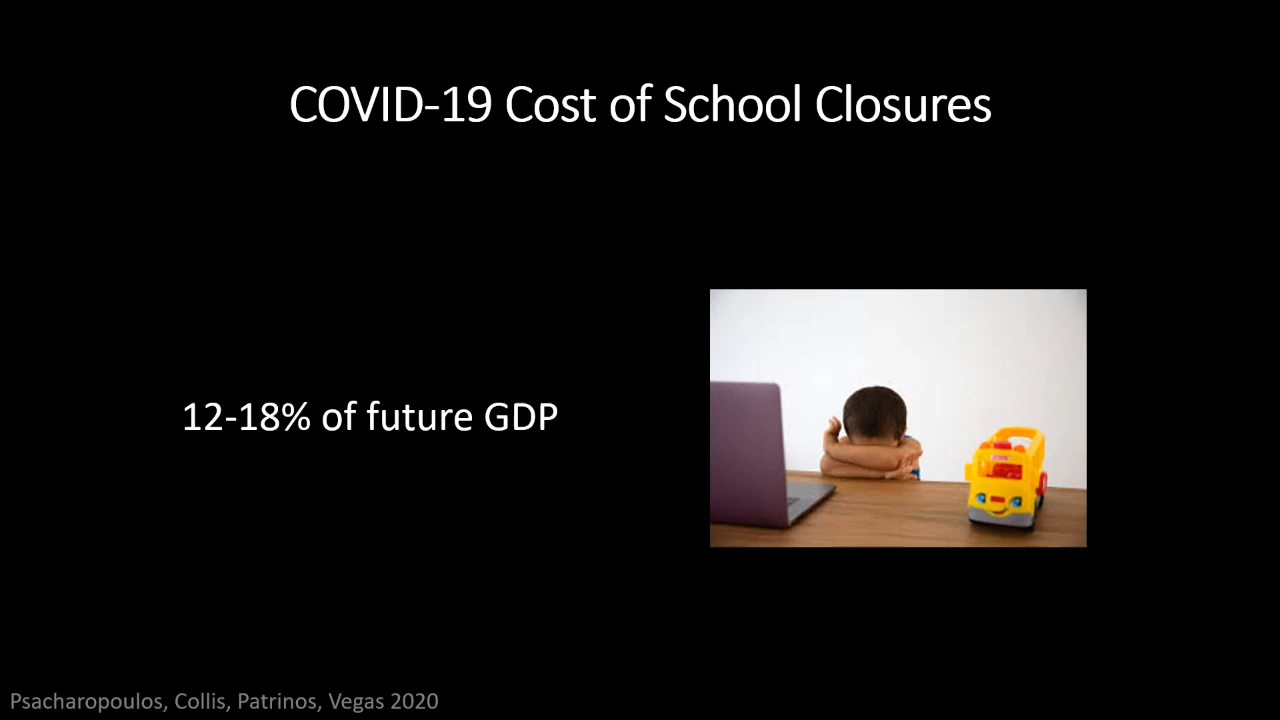 COVID-19 Cost of School Closures
12-18% of future GDP
Psacharopoulos, Collis, Patrinos, Vegas 2020